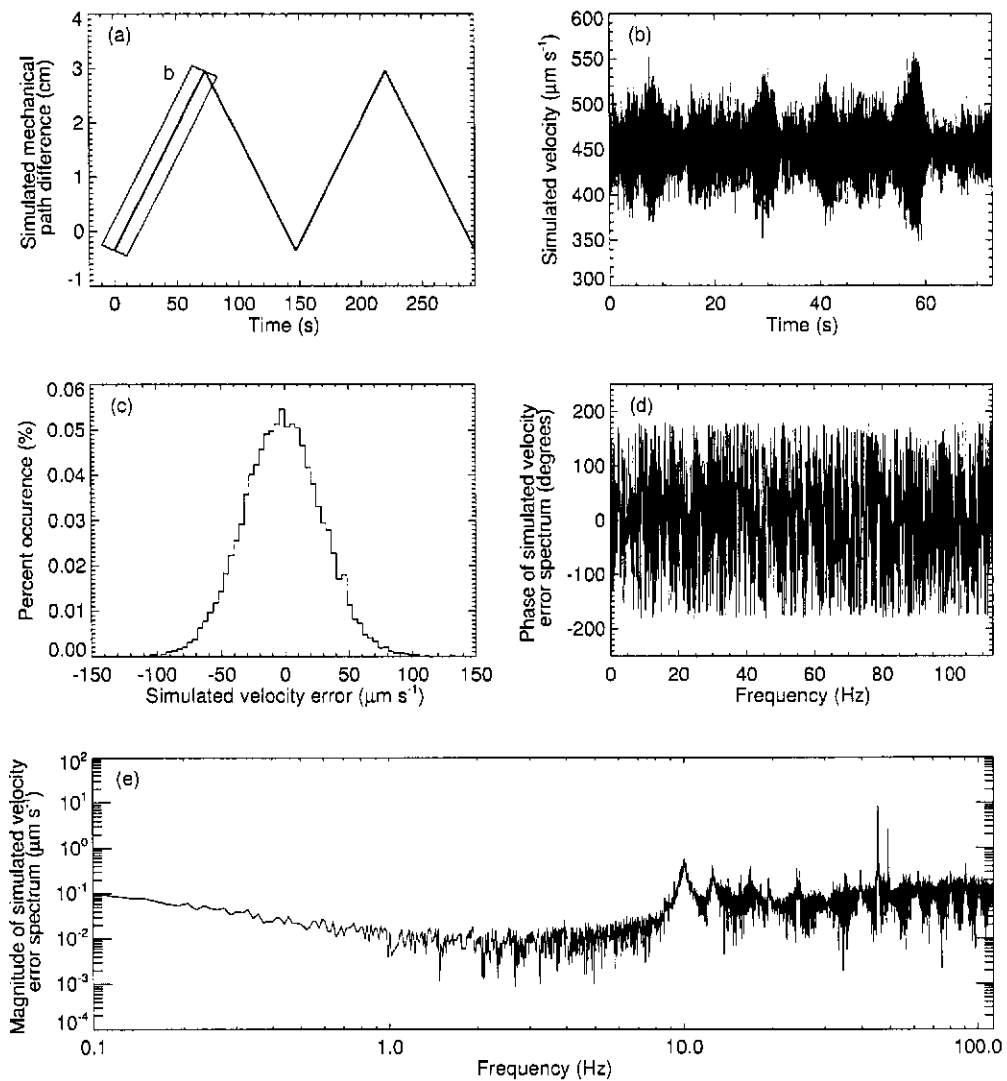 (a)
b
Simulated mechanical
path difference (cm)
4
3
2
1
0
-1
0 50 100 150 200 250
Time (s)
(b)
Simulated velocity (μm s⁻¹)
600
550
500
450
400
350
300
0 20 40 60
Time (s)
(c)
Percent occurence (%)
0.06
0.05
0.04
0.03
0.02
0.01
0.00
-150 -100 -50 0 50 100 150
Simulated velocity error (μm s⁻¹)
(d)
Phase of simulated velocity
error spectrum (degrees)
200
100
0
-100
-200
0 20 40 60 80 100
Frequency (Hz)
(e)
Magnitude of simulated velocity
error spectrum (μm s⁻¹)
10²
10¹
10⁰
10⁻¹
10⁻²
10⁻³
10⁻⁴
0.1 1.0 10.0 100.0
Frequency (Hz)